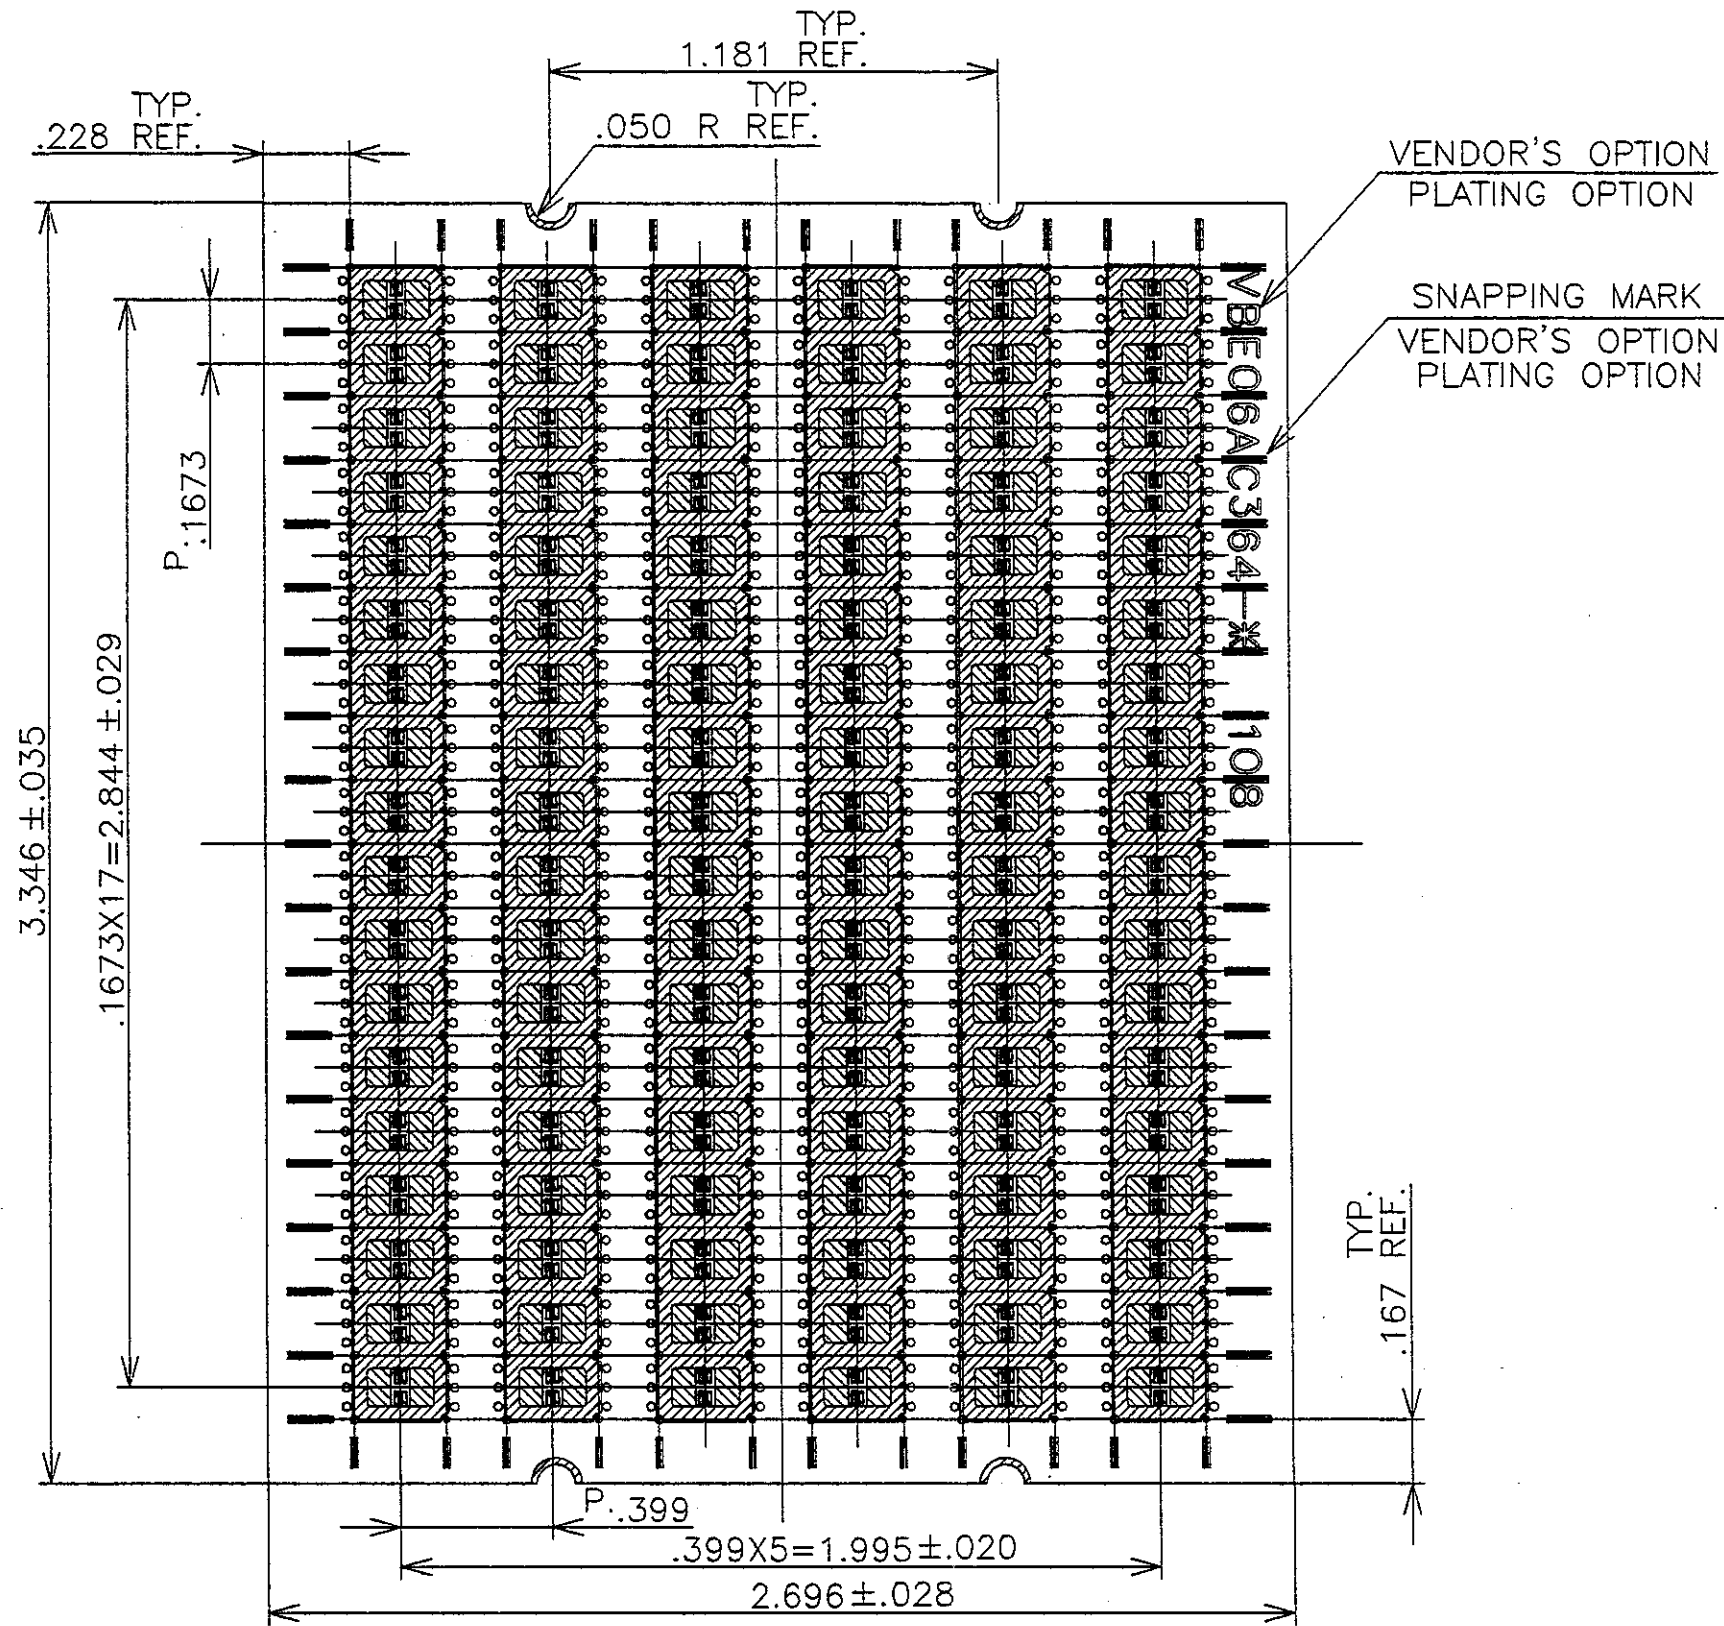 TYP.
1.181 REF.
TYP.
.050 R REF.
TYP.
.228 REF.
VENDOR'S OPTION
PLATING OPTION
SNAPPING MARK
VENDOR'S OPTION
PLATING OPTION
VBE06AC364-※ 1108
P.:.1673
.1673X17=2.844±.029
3.346±.035
TYP.
.167 REF.
P.:.399
.399X5=1.995±.020
2.696±.028